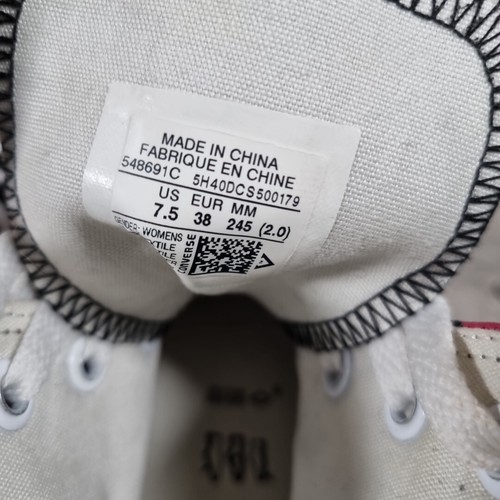 MADE IN CHINA
FABRIQUE EN CHINE
548691C 5H40DCS500179
US EUR MM
7.5 38 245 (2.0)
GENDER: WOMENS
CONVERSE